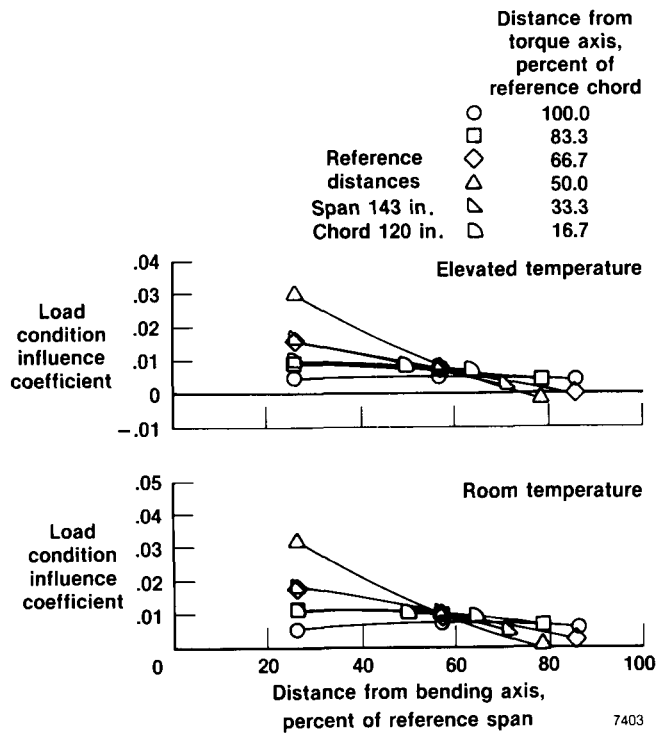 Distance from
torque axis,
percent of
reference chord
100.0
83.3
Reference 66.7
distances 50.0
Span 143 in. 33.3
Chord 120 in. 16.7
.04
Elevated temperature
.03
Load
condition
influence
coefficient
.02
.01
0
–.01
.05
Room temperature
.04
Load
condition
influence
coefficient
.03
.02
.01
0 20 40 60 80 100
Distance from bending axis,
percent of reference span
7403